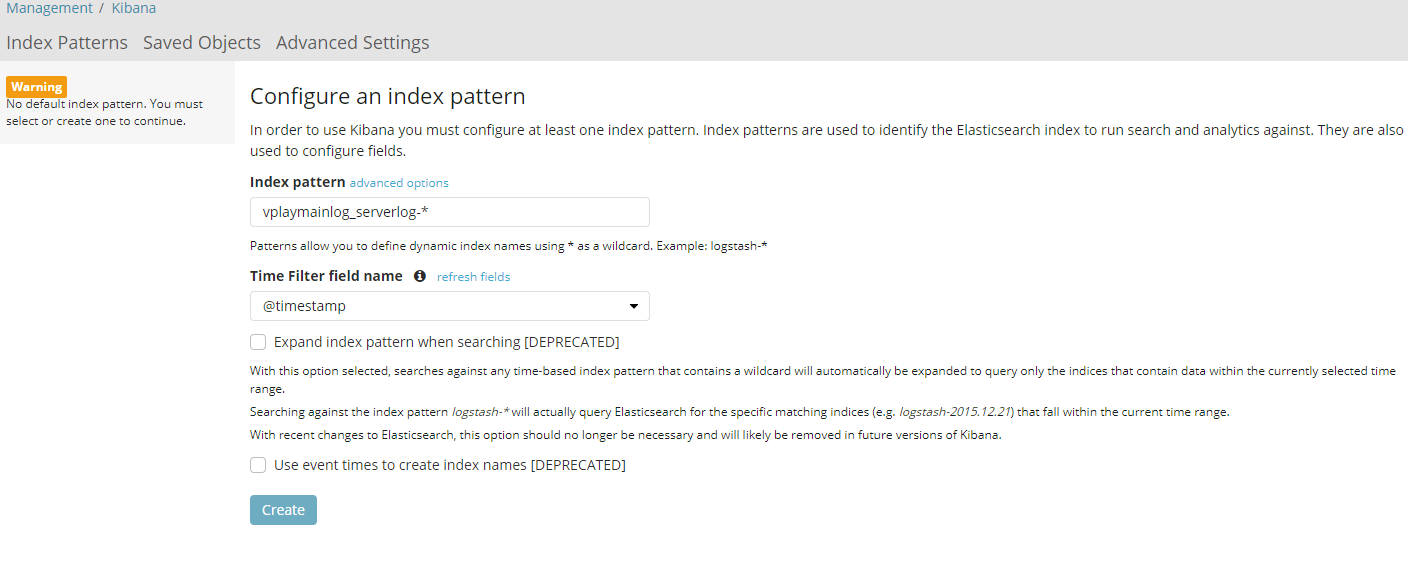 Management / Kibana
Index Patterns Saved Objects Advanced Settings
Warning
No default index pattern. You must
select or create one to continue.
Configure an index pattern
In order to use Kibana you must configure at least one index pattern. Index patterns are used to identify the Elasticsearch index to run search and analytics against. They are also
used to configure fields.
Index pattern advanced options
vplaymainlog_serverlog-*
Patterns allow you to define dynamic index names using * as a wildcard. Example: logstash-*
Time Filter field name refresh fields
@timestamp
Expand index pattern when searching [DEPRECATED]
With this option selected, searches against any time-based index pattern that contains a wildcard will automatically be expanded to query only the indices that contain data within the currently selected time
range.
Searching against the index pattern logstash-* will actually query Elasticsearch for the specific matching indices (e.g. logstash-2015.12.21) that fall within the current time range.
With recent changes to Elasticsearch, this option should no longer be necessary and will likely be removed in future versions of Kibana.
Use event times to create index names [DEPRECATED]
Create